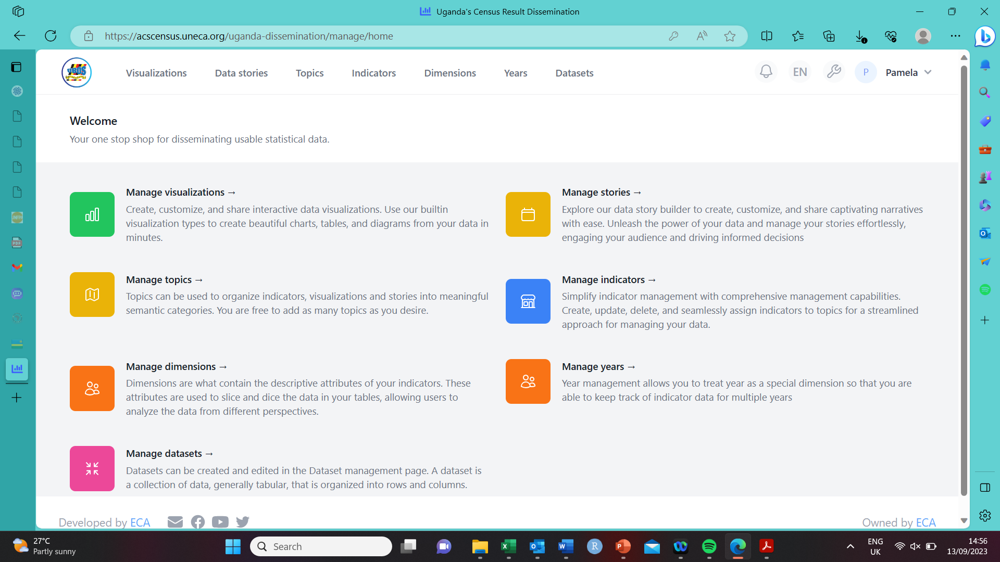 Uganda's Census Result Dissemination
https://acscensus.uneca.org/uganda-dissemination/manage/home
UBOS
Visualizations
Data stories
Topics
Indicators
Dimensions
Years
Datasets
EN
P
Pamela
Welcome
Your one stop shop for disseminating usable statistical data.
Manage visualizations →
Create, customize, and share interactive data visualizations. Use our builtin
visualization types to create beautiful charts, tables, and diagrams from your data in
minutes.
Manage stories →
Explore our data story builder to create, customize, and share captivating narratives
with ease. Unleash the power of your data and manage your stories effortlessly,
engaging your audience and driving informed decisions
Manage topics →
Topics can be used to organize indicators, visualizations and stories into meaningful
semantic categories. You are free to add as many topics as you desire.
Manage indicators →
Simplify indicator management with comprehensive management capabilities.
Create, update, delete, and seamlessly assign indicators to topics for a streamlined
approach for managing your data.
Manage dimensions →
Dimensions are what contain the descriptive attributes of your indicators. These
attributes are used to slice and dice the data in your tables, allowing users to
analyze the data from different perspectives.
Manage years →
Year management allows you to treat year as a special dimension so that you are
able to keep track of indicator data for multiple years
Manage datasets →
Datasets can be created and edited in the Dataset management page. A dataset is
a collection of data, generally tabular, that is organized into rows and columns.
Developed by ECA
Owned by ECA
27°C
Partly sunny
Search
ENG
UK
14:56
13/09/2023